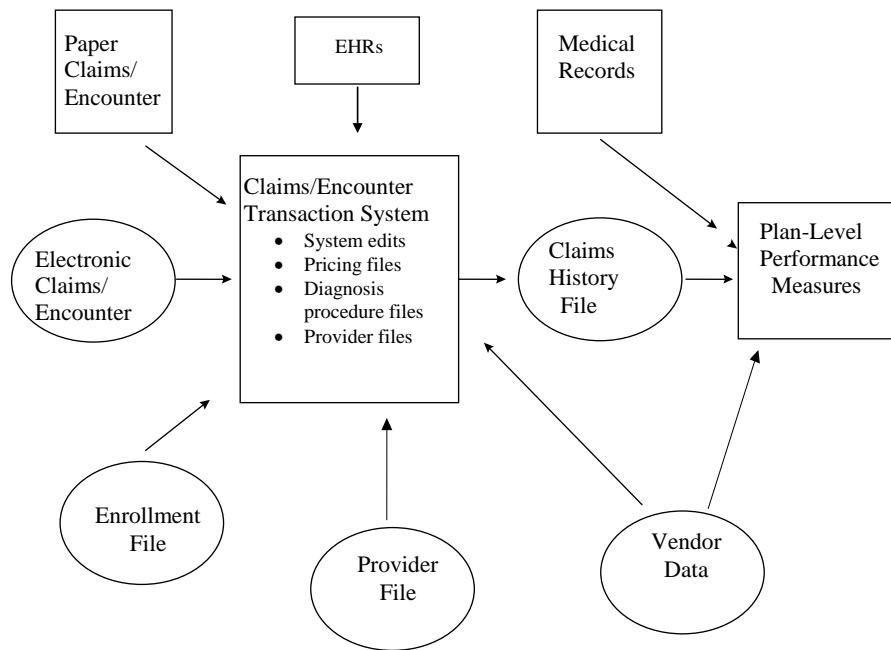 Paper
Claims/
Encounter
EHRs
Medical
Records
Claims/Encounter
Transaction System
● System edits
● Pricing files
● Diagnosis
procedure files
● Provider files
Electronic
Claims/
Encounter
Claims
History
File
Plan-Level
Performance
Measures
Enrollment
File
Provider
File
Vendor
Data